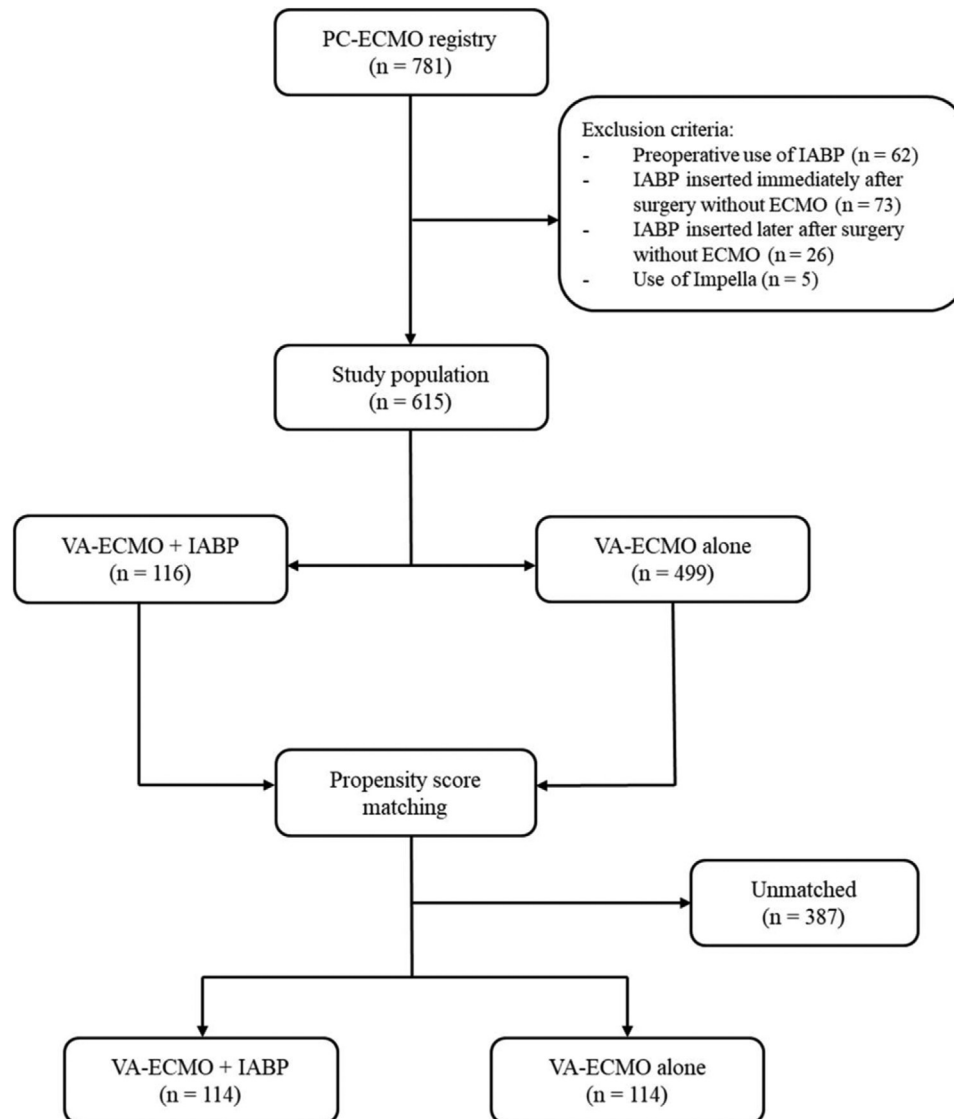 PC-ECMO registry
(n = 781)
Exclusion criteria:
- Preoperative use of IABP (n = 62)
- IABP inserted immediately after
surgery without ECMO (n = 73)
- IABP inserted later after surgery
without ECMO (n = 26)
- Use of Impella (n = 5)
Study population
(n = 615)
VA-ECMO + IABP
(n = 116)
VA-ECMO alone
(n = 499)
Propensity score
matching
Unmatched
(n = 387)
VA-ECMO + IABP
(n = 114)
VA-ECMO alone
(n = 114)